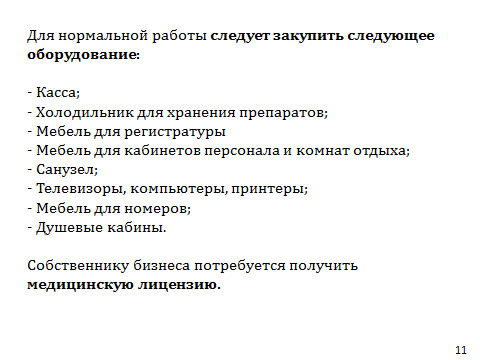 Для нормальной работы следует закупить следующее
оборудование:
- Касса;
- Холодильник для хранения препаратов;
- Мебель для регистратуры
- Мебель для кабинетов персонала и комнат отдыха;
- Санузел;
- Телевизоры, компьютеры, принтеры;
- Мебель для номеров;
- Душевые кабины.
Собственнику бизнеса потребуется получить
медицинскую лицензию.
11